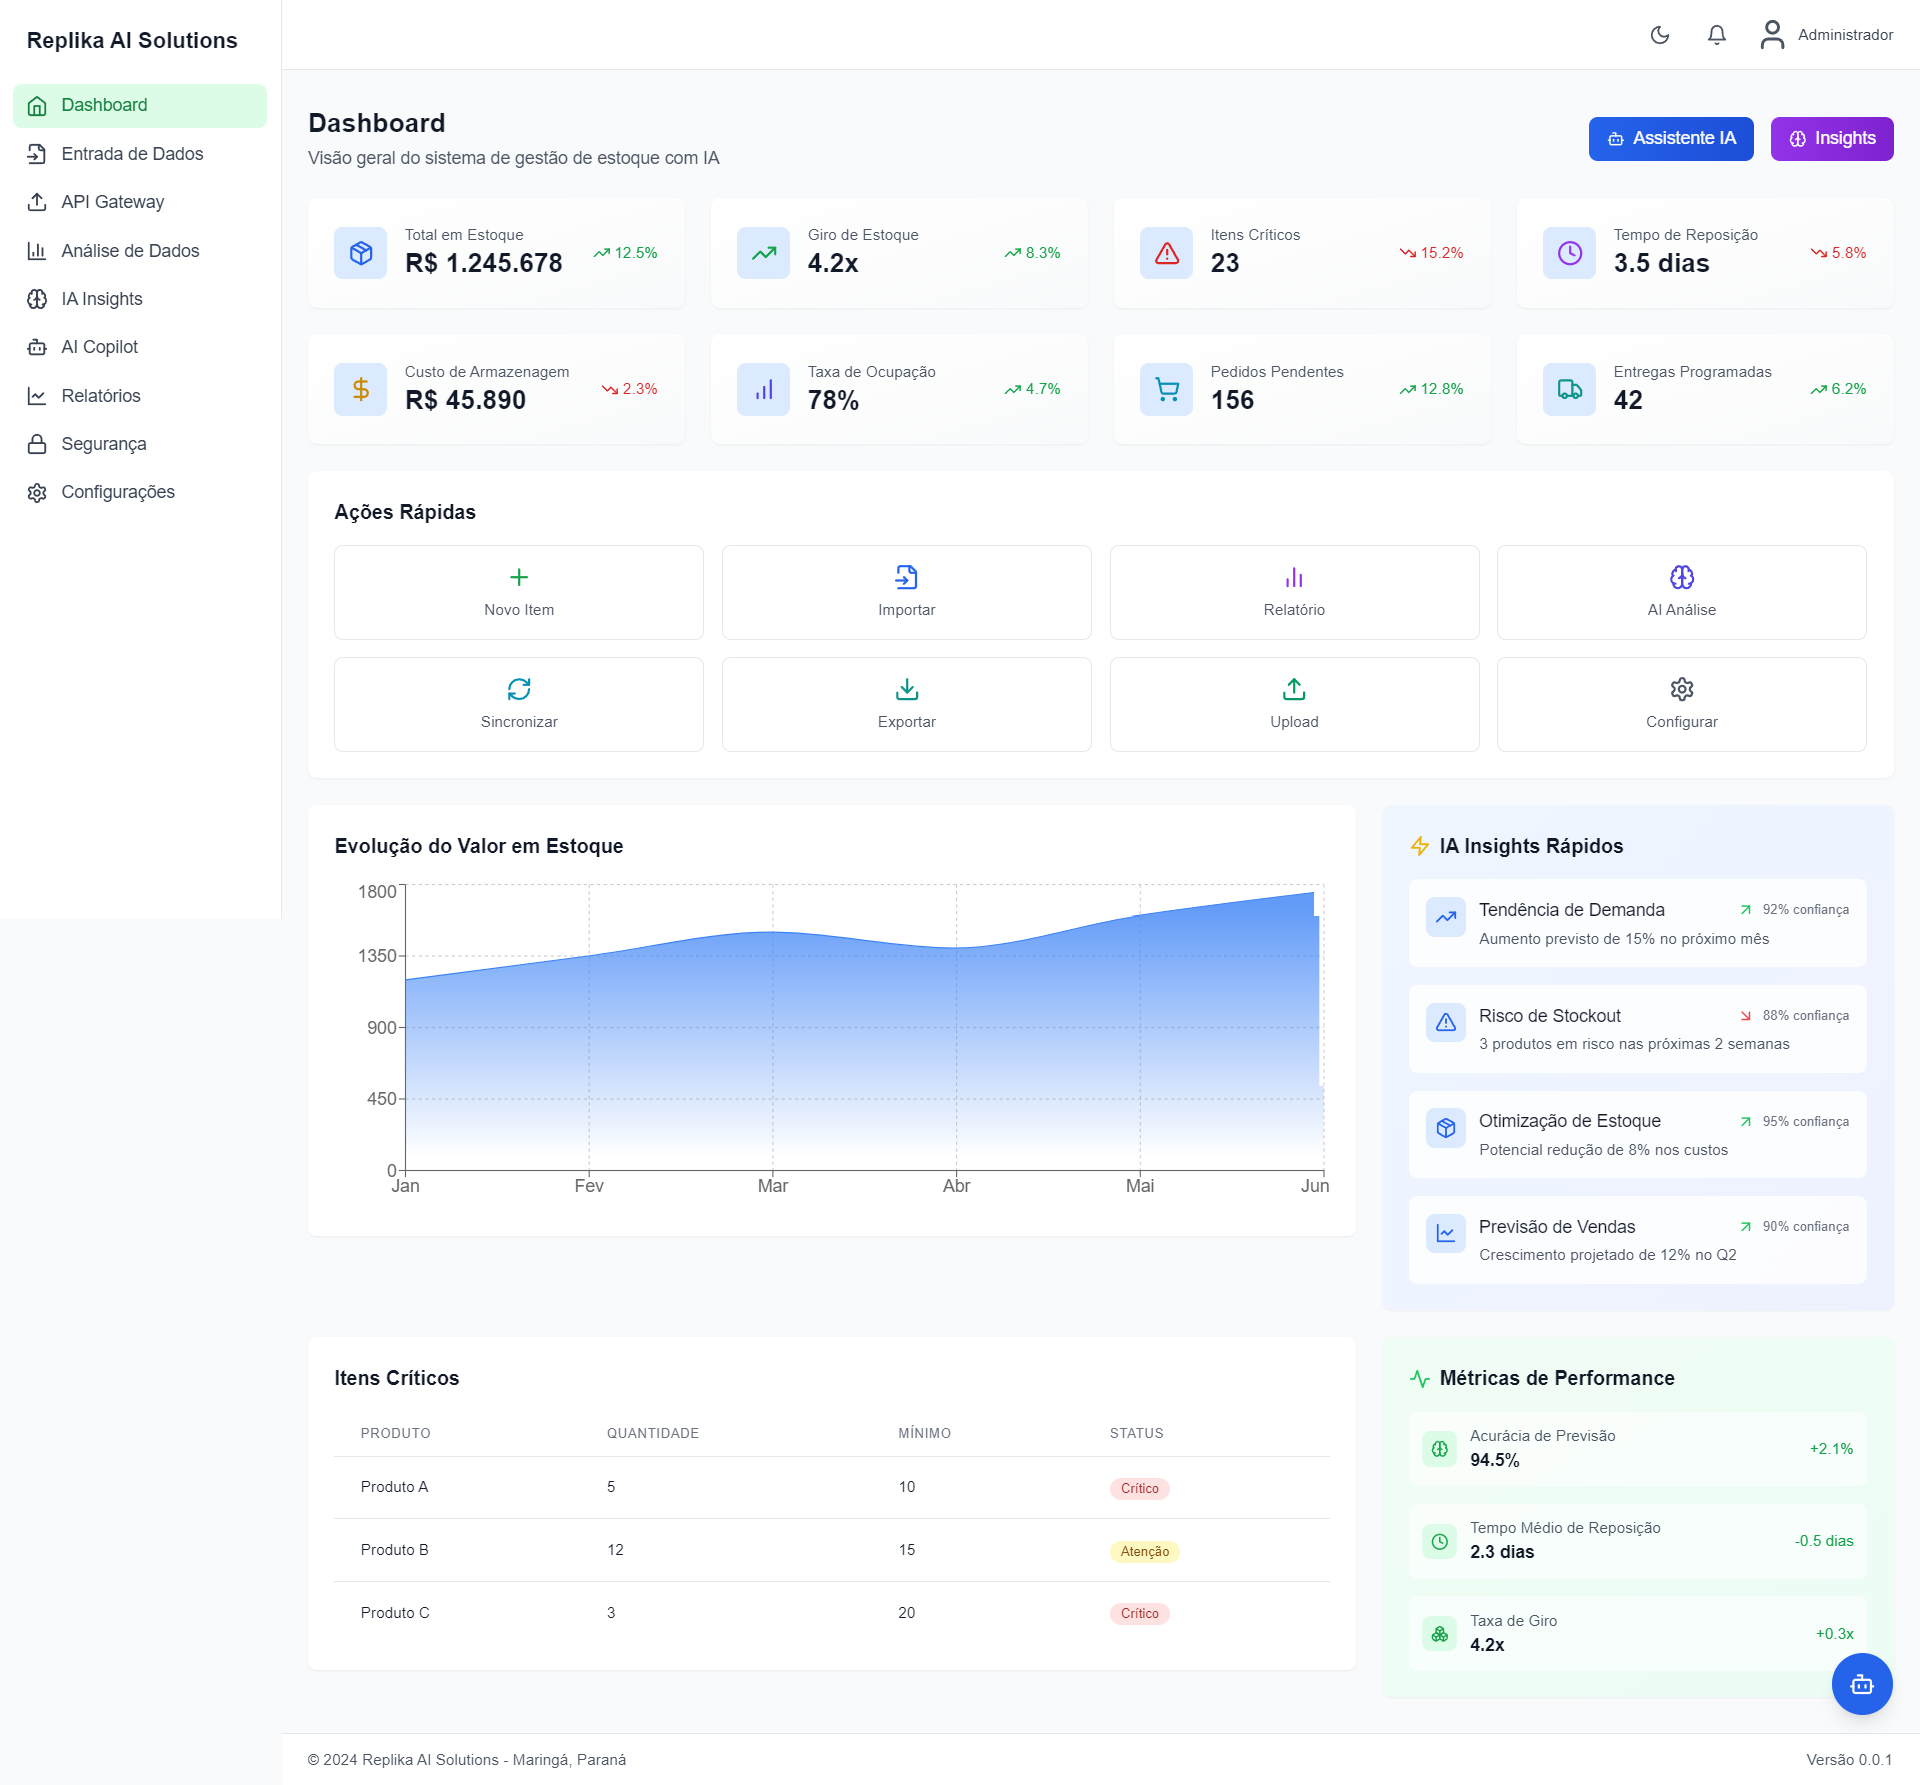 Replika AI Solutions
Administrador
Dashboard
Entrada de Dados
API Gateway
Análise de Dados
IA Insights
AI Copilot
Relatórios
Segurança
Configurações
Dashboard
Visão geral do sistema de gestão de estoque com IA
Assistente IA
Insights
Total em Estoque
R$ 1.245.678
12.5%
Giro de Estoque
4.2x
8.3%
Itens Críticos
23
15.2%
Tempo de Reposição
3.5 dias
5.8%
Custo de Armazenagem
R$ 45.890
2.3%
Taxa de Ocupação
78%
4.7%
Pedidos Pendentes
156
12.8%
Entregas Programadas
42
6.2%
Ações Rápidas
Novo Item
Importar
Relatório
AI Análise
Sincronizar
Exportar
Upload
Configurar
Evolução do Valor em Estoque
1800
1350
900
450
0
Jan
Fev
Mar
Abr
Mai
Jun
IA Insights Rápidos
Tendência de Demanda
92% confiança
Aumento previsto de 15% no próximo mês
Risco de Stockout
88% confiança
3 produtos em risco nas próximas 2 semanas
Otimização de Estoque
95% confiança
Potencial redução de 8% nos custos
Previsão de Vendas
90% confiança
Crescimento projetado de 12% no Q2
Itens Críticos
PRODUTO QUANTIDADE MÍNIMO STATUS
Produto A 5 10 Crítico
Produto B 12 15 Atenção
Produto C 3 20 Crítico
Métricas de Performance
Acurácia de Previsão
94.5%
+2.1%
Tempo Médio de Reposição
2.3 dias
-0.5 dias
Taxa de Giro
4.2x
+0.3x
© 2024 Replika AI Solutions - Maringá, Paraná
Versão 0.0.1